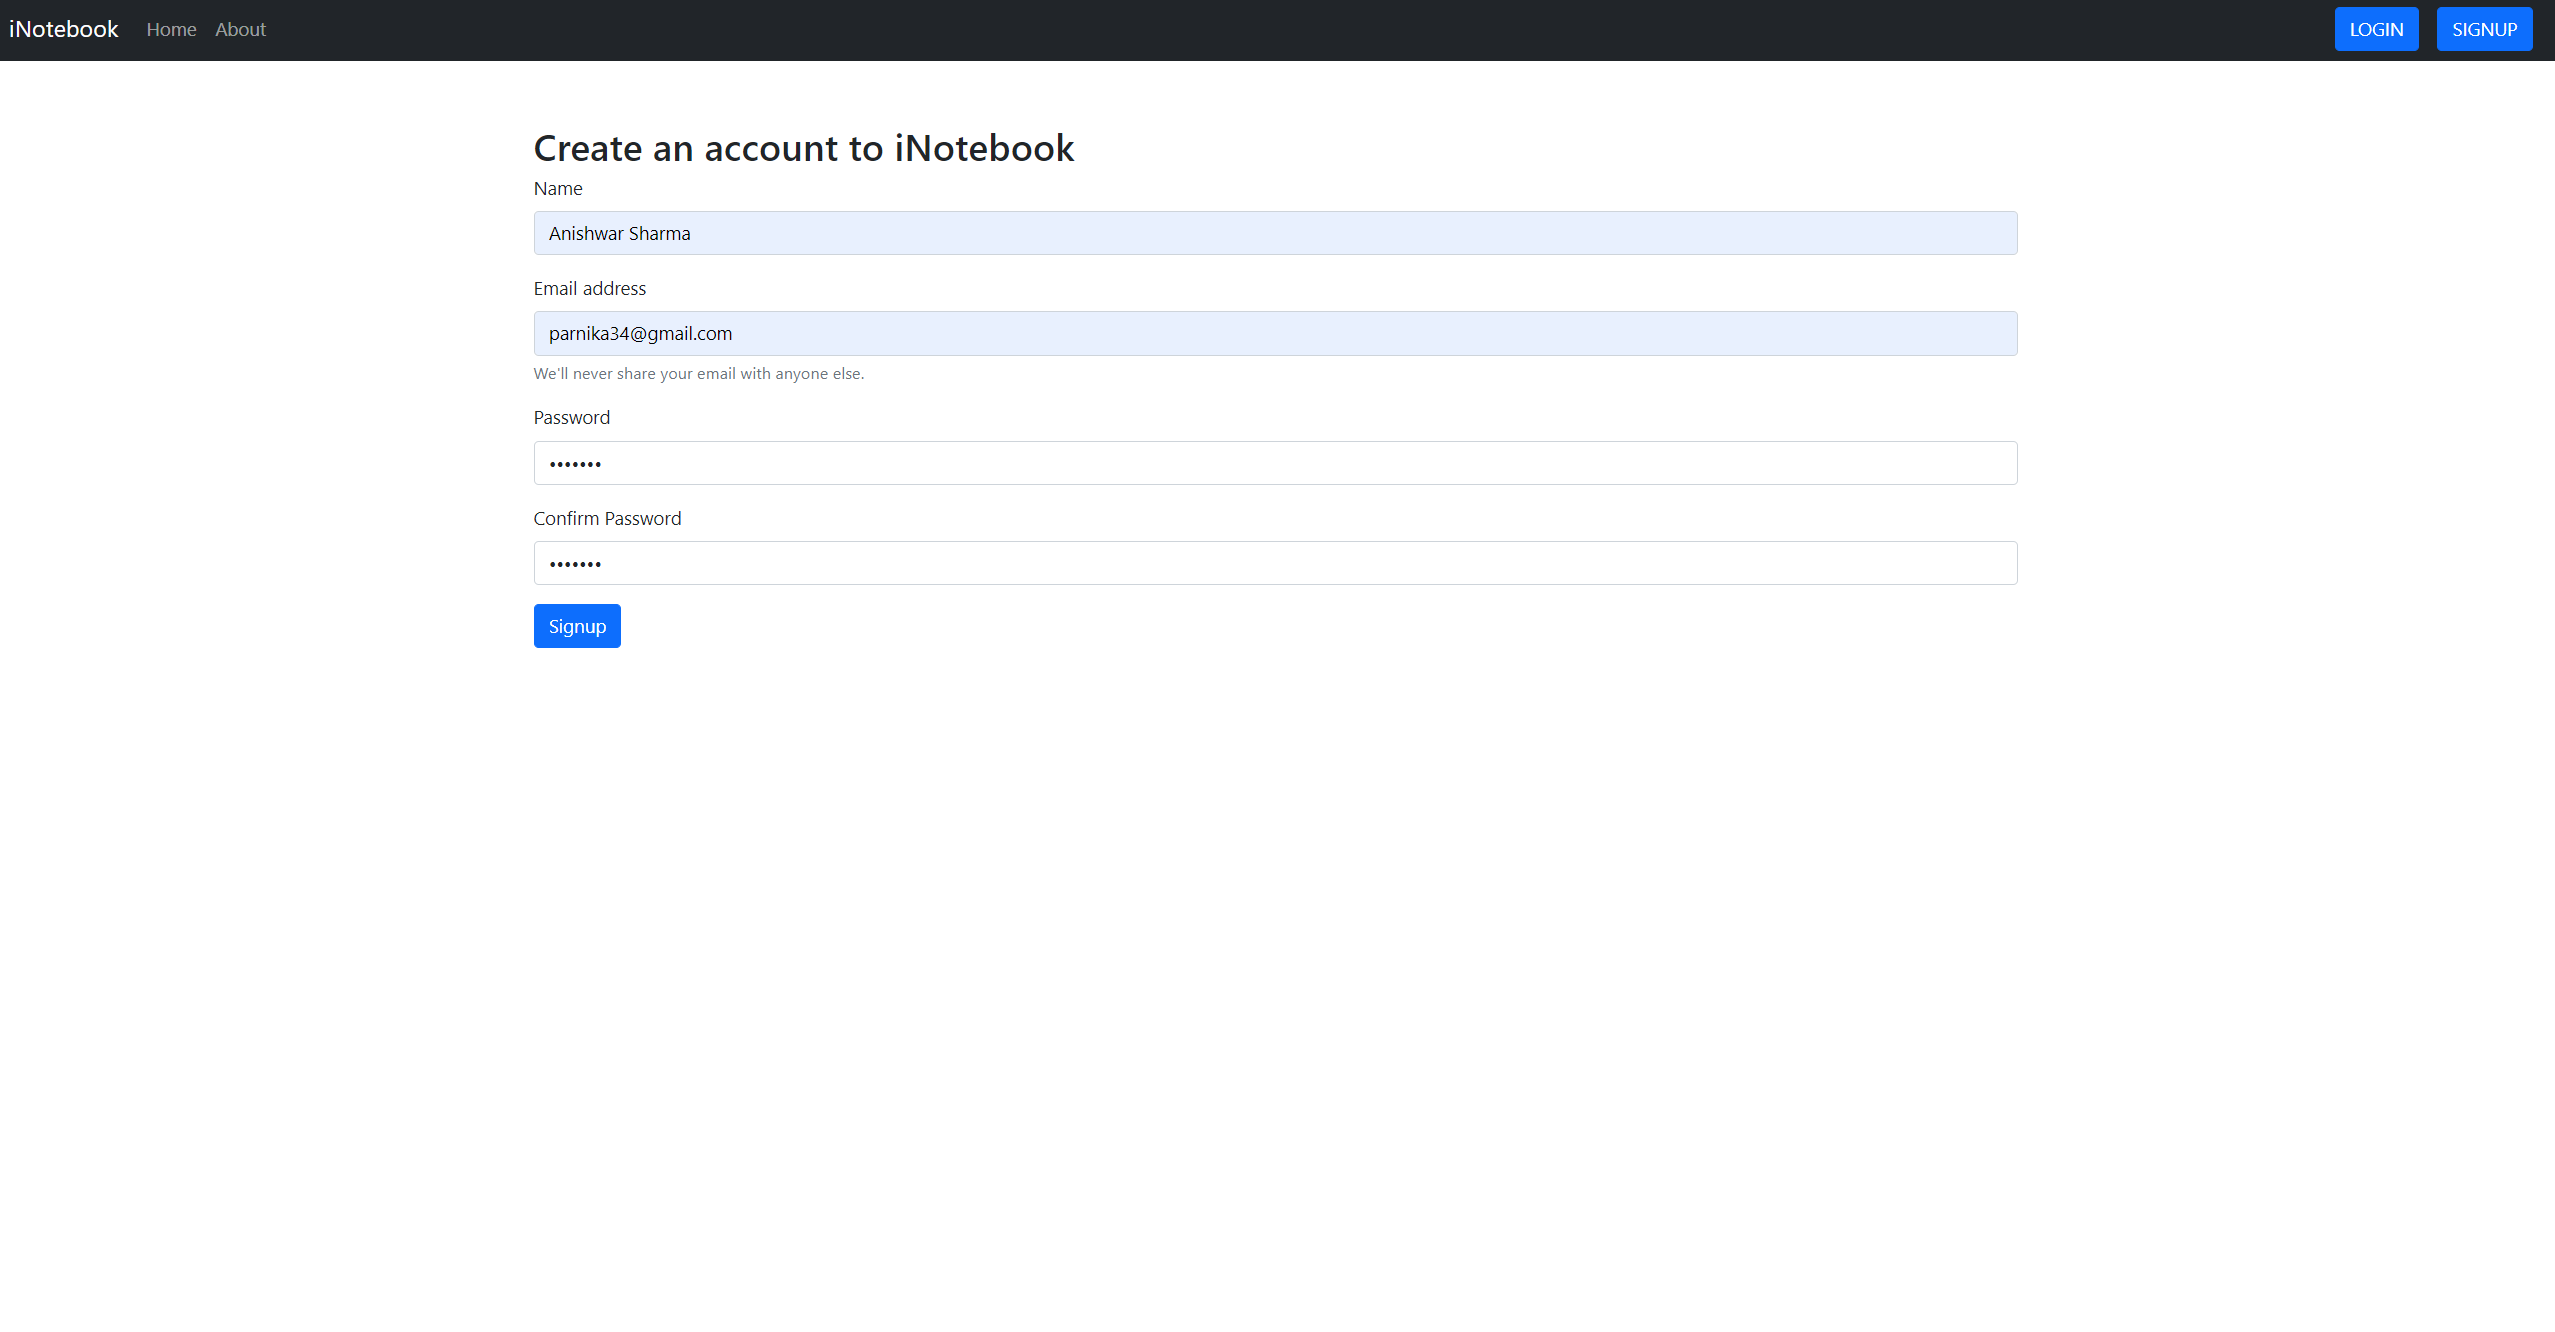 iNotebook Home About LOGIN SIGNUP
Create an account to iNotebook
Name
Anishwar Sharma
Email address
parnika34@gmail.com
We'll never share your email with anyone else.
Password
•••••••
Confirm Password
•••••••
Signup